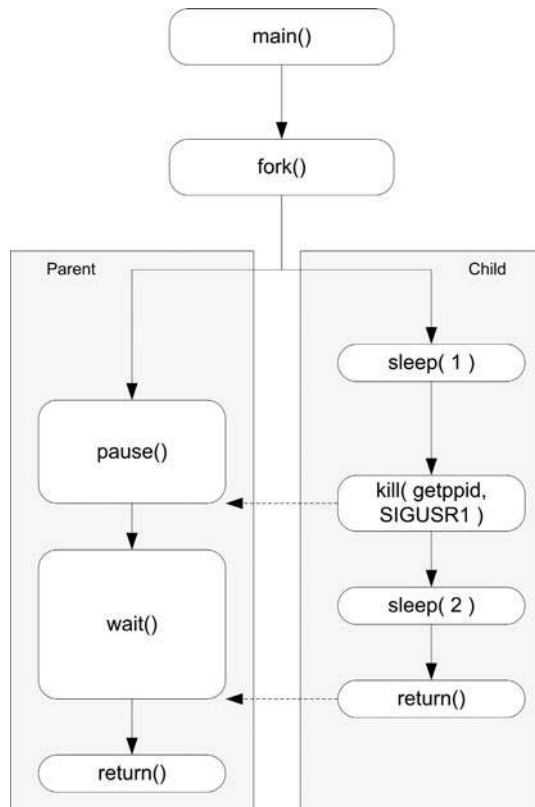 main()
fork()
Parent
Child
sleep( 1 )
pause()
kill( getppid,
SIGUSR1 )
wait()
sleep( 2 )
return()
return()